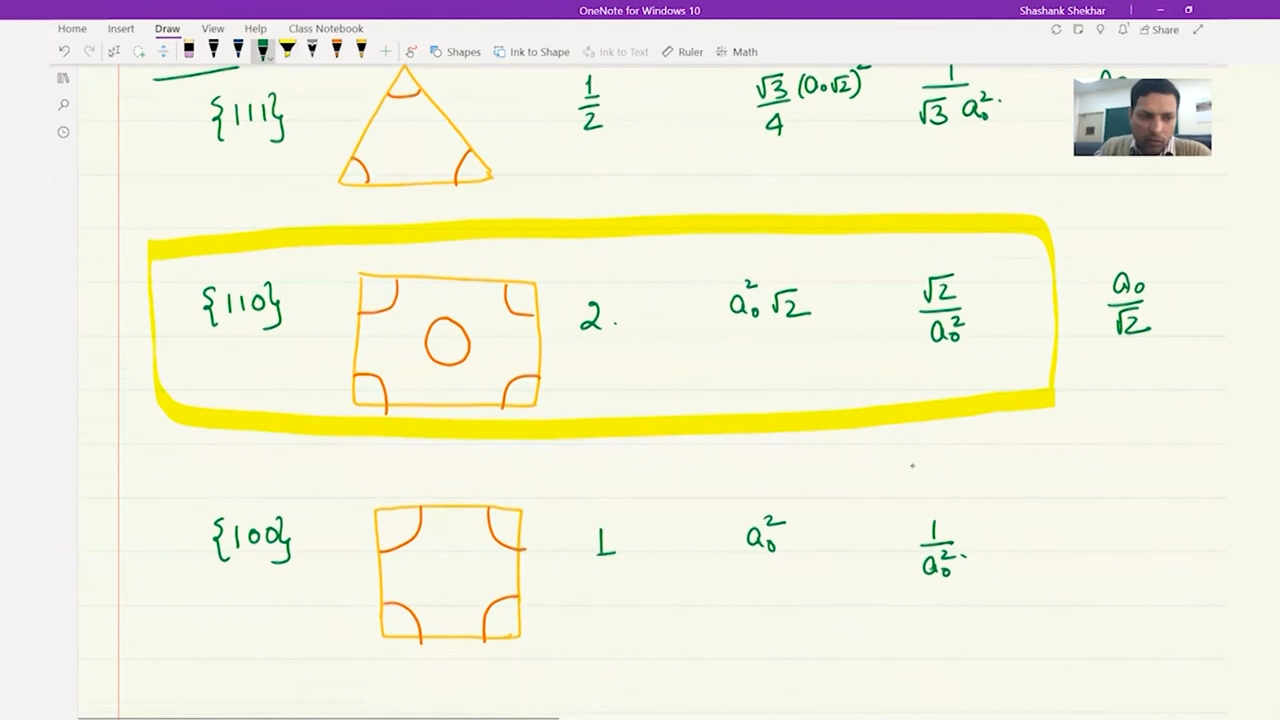 OneNote for Windows 10
Shashank Shekhar
Home Insert Draw View Help Class Notebook
Shapes Ink to Shape Ink to Text Ruler Math Share
{111} 1/2 √3/4 (a₀√2)² 1/(√3 a₀²).
{110} 2. a₀² √2 √2/a₀² a₀/√2
{100} 1 a₀² 1/a₀².